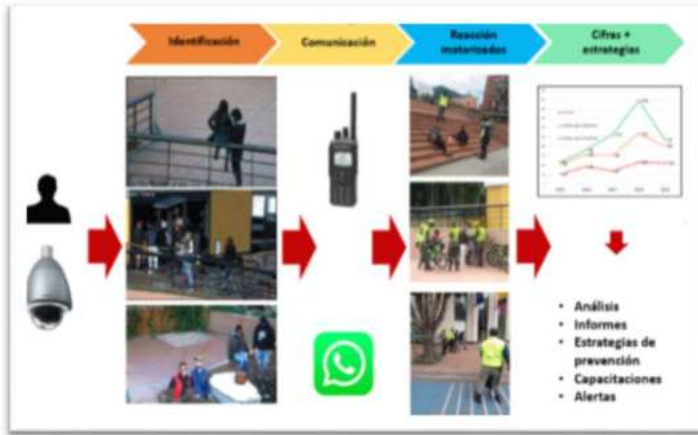 Identificación
Comunicación
Reacción
motorizados
Cifras +
estrategias
• Análisis
• Informes
• Estrategias de
prevención
• Capacitaciones
• Alertas